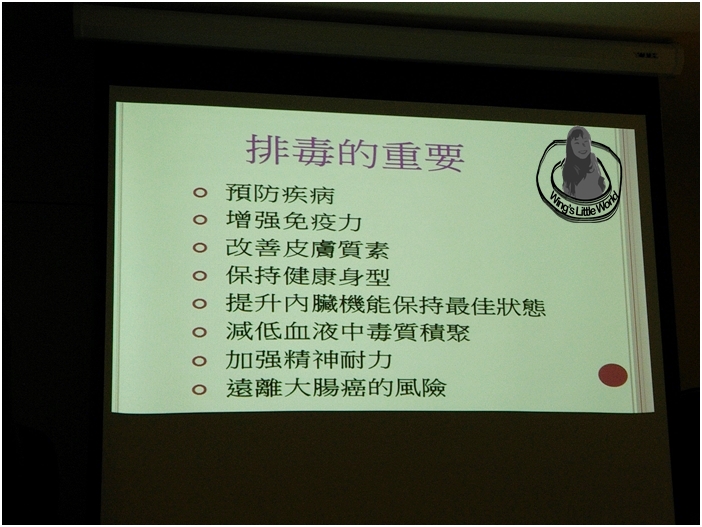 排毒的重要
Wing's Little World
預防疾病
增强免疫力
改善皮膚質素
保持健康身型
提升內臟機能保持最佳狀態
減低血液中毒質積聚
加强精神耐力
遠離大腸癌的風險